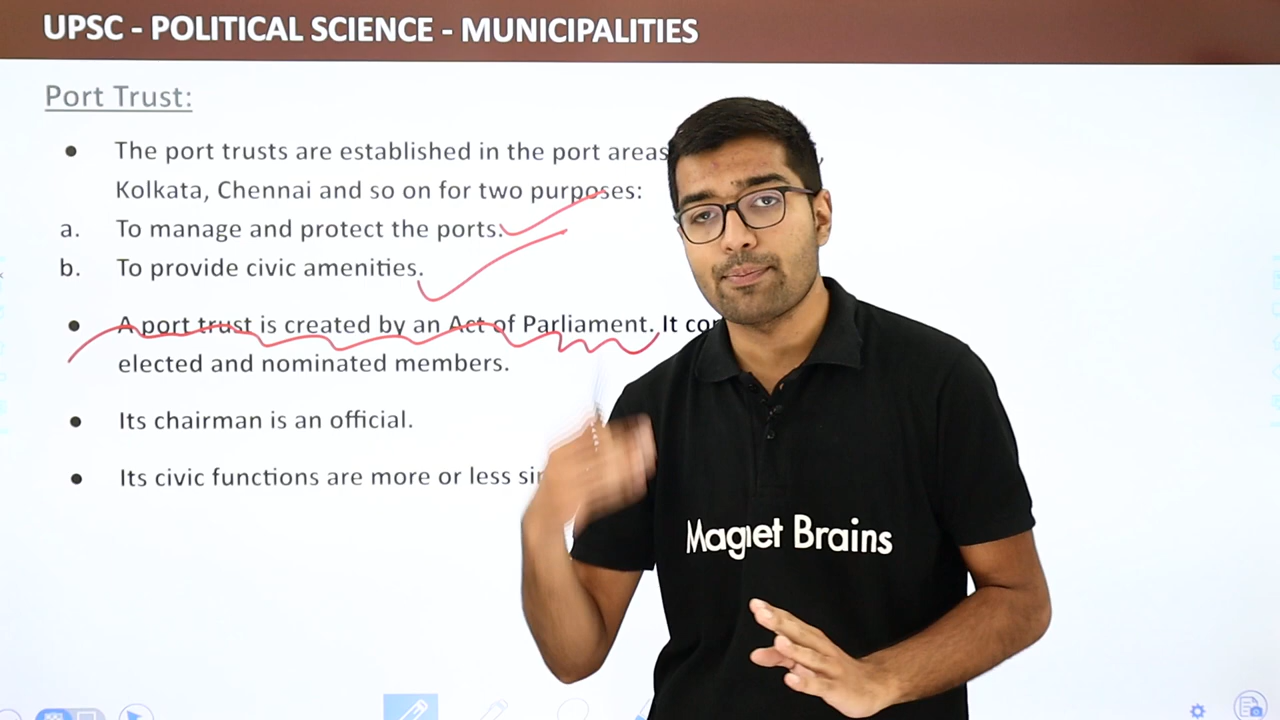 UPSC - POLITICAL SCIENCE - MUNICIPALITIES
Port Trust:
● The port trusts are established in the port areas
Kolkata, Chennai and so on for two purposes:
a. To manage and protect the ports.
b. To provide civic amenities.
● A port trust is created by an Act of Parliament. It
elected and nominated members.
● Its chairman is an official.
● Its civic functions are more or less
Magnet Brains